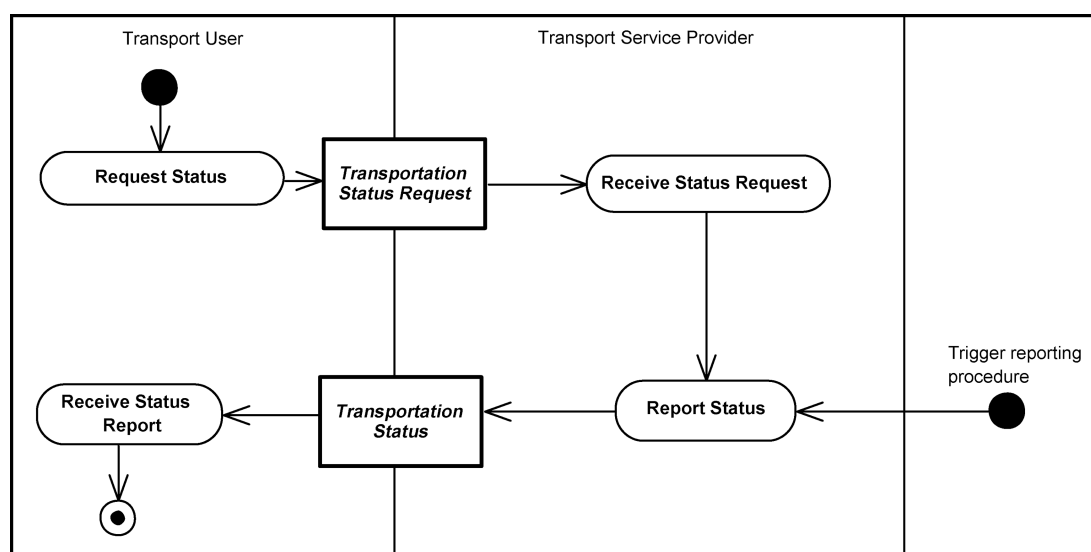 Transport User
Transport Service Provider
Request Status
Transportation
Status Request
Receive Status Request
Trigger reporting
procedure
Receive Status
Report
Transportation
Status
Report Status